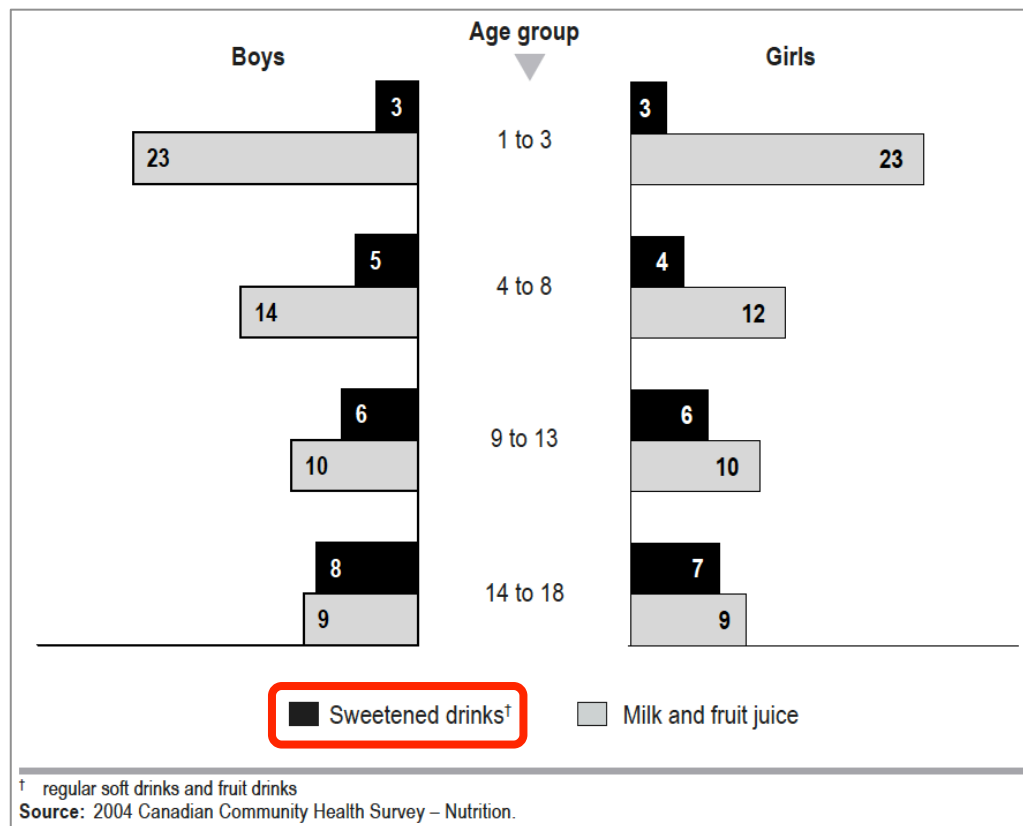 Age group
Boys
Girls
3
1 to 3
3
23
23
5
4 to 8
4
14
12
6
9 to 13
6
10
10
8
14 to 18
7
9
9
Sweetened drinks†
Milk and fruit juice
† regular soft drinks and fruit drinks
Source: 2004 Canadian Community Health Survey – Nutrition.